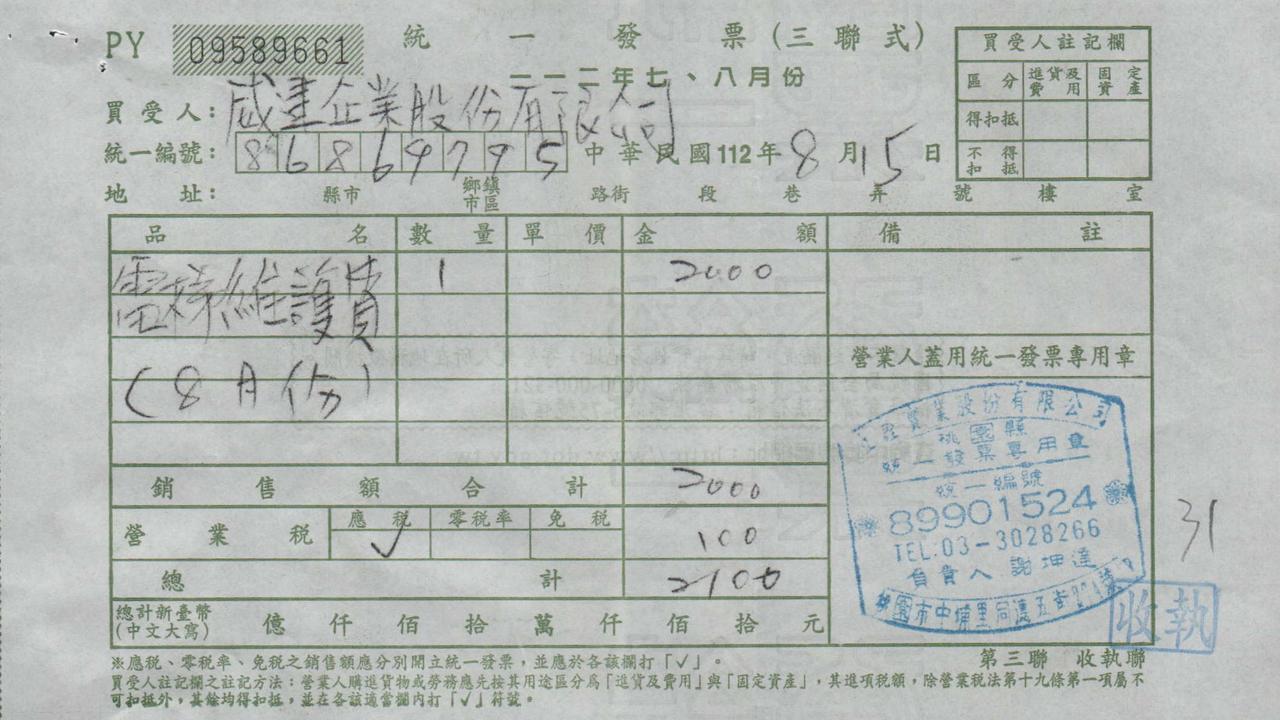 PY 09589661 統一發票(三聯式)
一一二年七、八月份
買受人註記欄
區分 進貨及費用 固定資產
得扣抵
不得扣抵
買受人: 威達企業股份有限公司
統一編號: 86869795 中華民國112年8月15日
地址: 縣市 鄉鎮市區 路街 段 巷 弄 號 樓 室
品名 數量 單價 金額 備註
電梯維護費 1 2000
(8月份)
營業人蓋用統一發票專用章
銷售額合計 2000
營業稅 應稅 零稅率 免稅 100
✓
總計 2100
總計新臺幣(中文大寫) 億 仟 佰 拾 萬 仟 佰 拾 元
實業股份有限公司
桃園縣
統一發票專用章
統一編號
89901524
TEL:03-3028266
負責人 謝坤達
桃園市中埔里同德五街
31
收執
第三聯 收執聯
※應稅、零稅率、免稅之銷售額應分別開立統一發票,並應於各該欄打「✓」。
買受人註記欄之註記方法:營業人購進貨物或勞務應先按其用途區分為「進貨及費用」與「固定資產」,其進項稅額,除營業稅法第十九條第一項屬不
可扣抵外,其餘均得扣抵,並在各該適當欄內打「✓」符號。